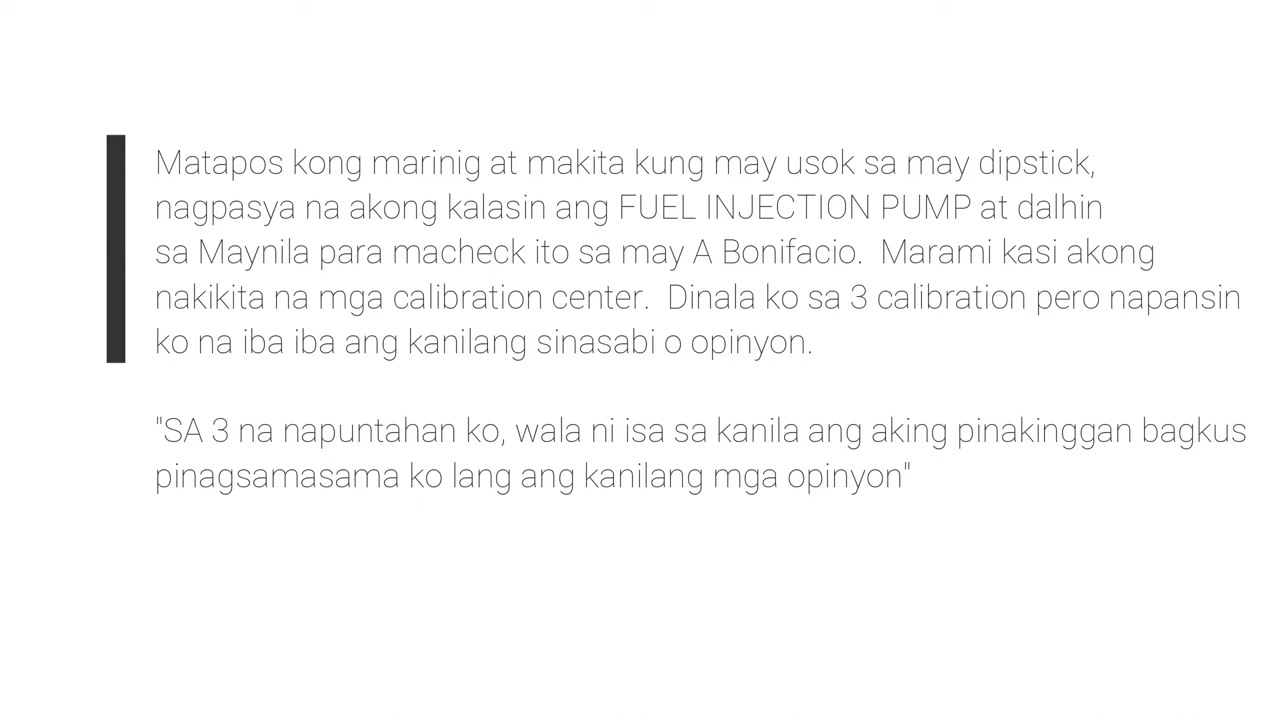 Matapos kong marinig at makita kung may usok sa may dipstick,
nagpasya na akong kalasin ang FUEL INJECTION PUMP at dalhin
sa Maynila para macheck ito sa may A Bonifacio.  Marami kasi akong
nakikita na mga calibration center.  Dinala ko sa 3 calibration pero napansin
ko na iba iba ang kanilang sinasabi o opinyon.
"SA 3 na napuntahan ko, wala ni isa sa kanila ang aking pinakinggan bagkus
pinagsamasama ko lang ang kanilang mga opinyon"